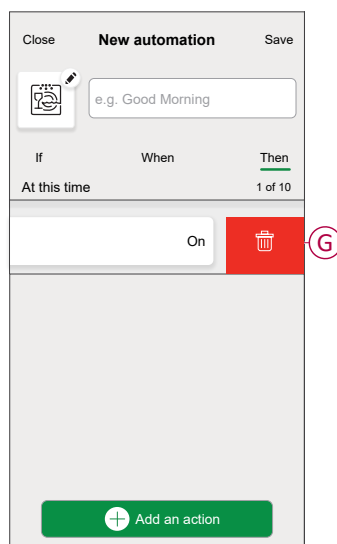 Close New automation Save
e.g. Good Morning
If When Then
At this time 1 of 10
On
G
Add an action